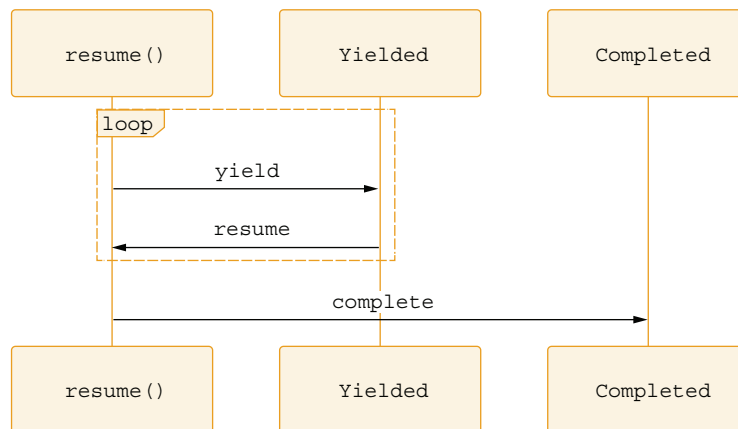 resume() Yielded Completed
loop
yield
resume
complete
resume() Yielded Completed